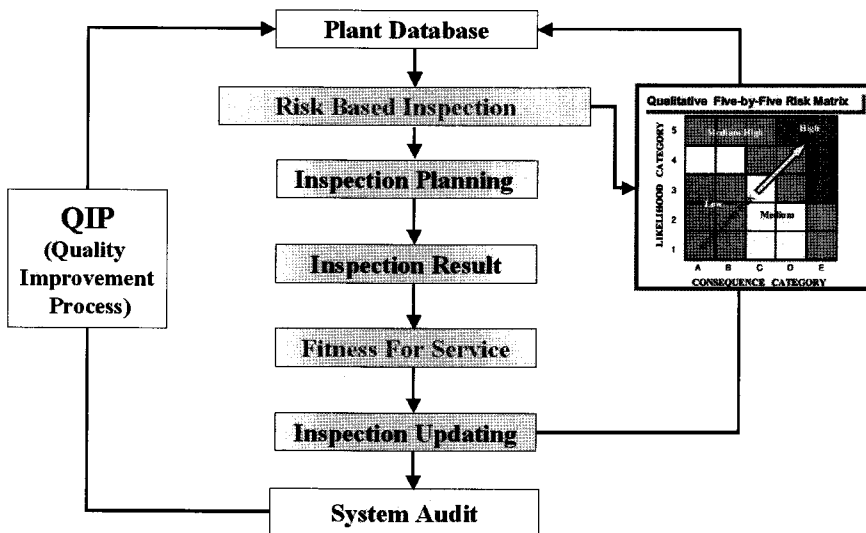 Plant Database
Risk Based Inspection
Inspection Planning
Inspection Result
Fitness For Service
Inspection Updating
System Audit
QIP
(Quality
Improvement
Process)
Qualitative Five-by-Five Risk Matrix
LIKELIHOOD CATEGORY
5
4
3
2
1
Medium High
High
Low
Medium
A B C D E
CONSEQUENCE CATEGORY